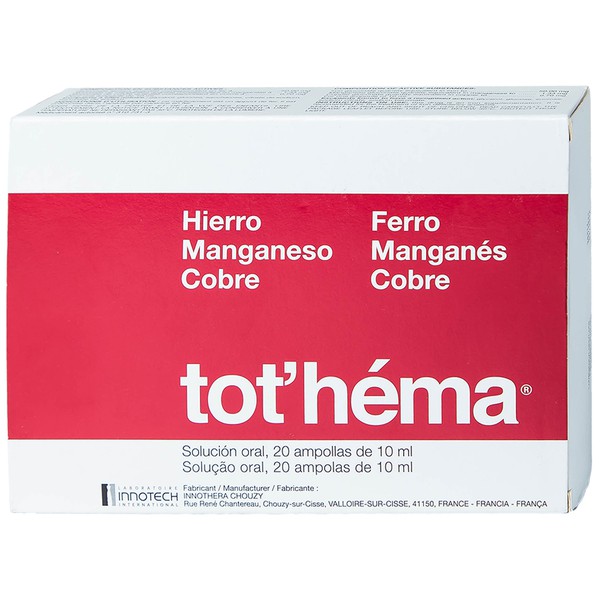 Hierro
Manganeso
Cobre
Ferro
Manganés
Cobre
tot'héma®
Solución oral, 20 ampollas de 10 ml
Solução oral, 20 ampolas de 10 ml
LABORATOIRE
INNOTECH
INTERNATIONAL
Fabricant / Manufacturer / Fabricante :
INNOTHERA CHOUZY
Rue René Chantereau, Chouzy-sur-Cisse, VALLOIRE-SUR-CISSE, 41150, FRANCE - FRANCIA - FRANÇA